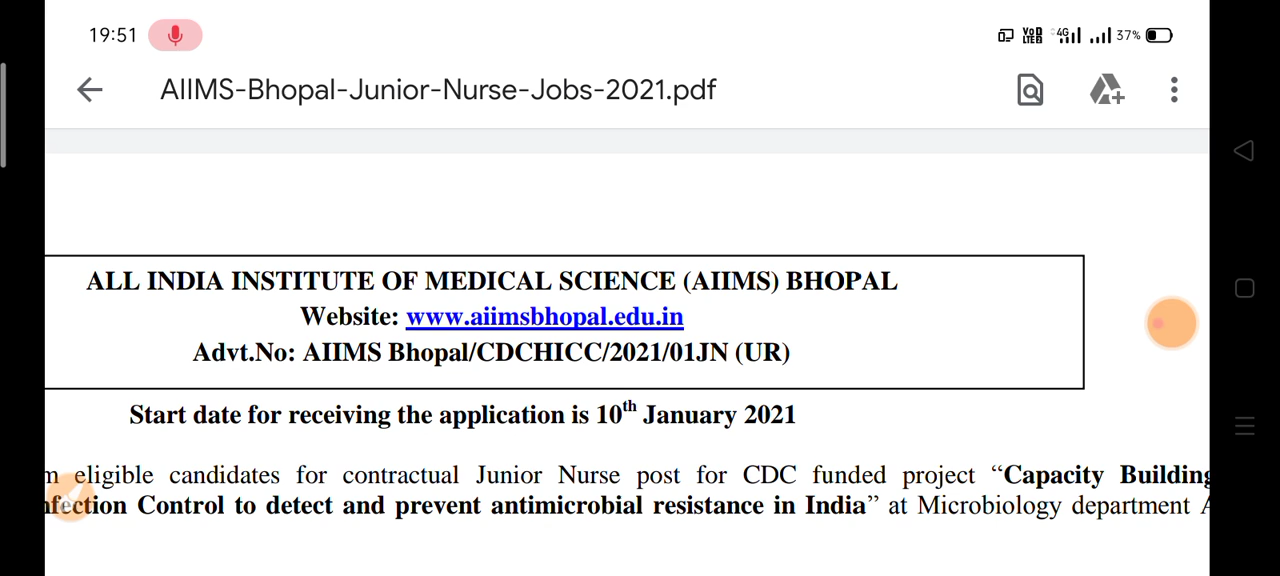 19:51
4G
37%
AIIMS-Bhopal-Junior-Nurse-Jobs-2021.pdf
ALL INDIA INSTITUTE OF MEDICAL SCIENCE (AIIMS) BHOPAL
Website: www.aiimsbhopal.edu.in
Advt.No: AIIMS Bhopal/CDCHICC/2021/01JN (UR)
Start date for receiving the application is 10th January 2021
eligible candidates for contractual Junior Nurse post for CDC funded project “Capacity Building
Control to detect and prevent antimicrobial resistance in India” at Microbiology department